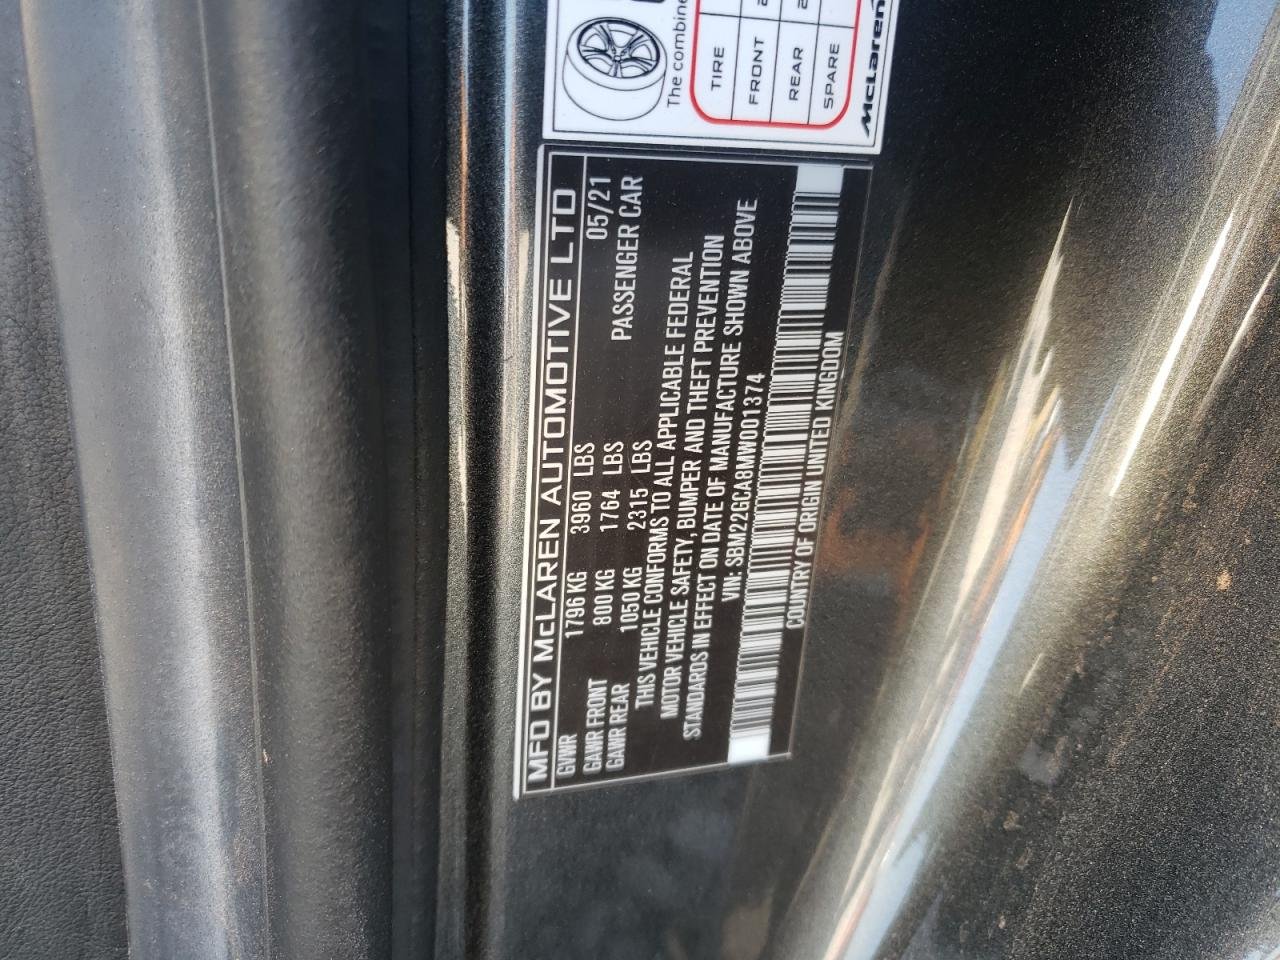 The combine
TIRE
FRONT 2
REAR 2
SPARE
McLaren
MFD BY McLAREN AUTOMOTIVE LTD
GVWR 1796 KG 3960 LBS 05/21
GAWR FRONT 800 KG 1764 LBS PASSENGER CAR
GAWR REAR 1050 KG 2315 LBS
THIS VEHICLE CONFORMS TO ALL APPLICABLE FEDERAL
MOTOR VEHICLE SAFETY, BUMPER AND THEFT PREVENTION
STANDARDS IN EFFECT ON DATE OF MANUFACTURE SHOWN ABOVE
VIN: SBM22GCA8MW001374
COUNTRY OF ORIGIN UNITED KINGDOM